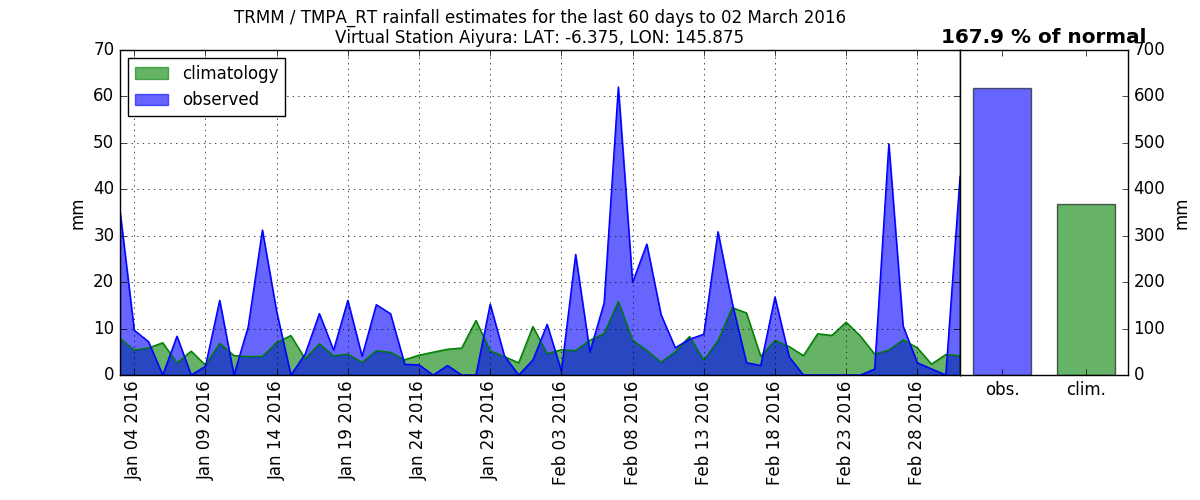 TRMM / TMPA_RT rainfall estimates for the last 60 days to 02 March 2016
Virtual Station Aiyura: LAT: -6.375, LON: 145.875
167.9 % of normal
climatology
observed
70
60
50
40
30
20
10
0
mm
Jan 04 2016
Jan 09 2016
Jan 14 2016
Jan 19 2016
Jan 24 2016
Jan 29 2016
Feb 03 2016
Feb 08 2016
Feb 13 2016
Feb 18 2016
Feb 23 2016
Feb 28 2016
obs.
clim.
700
600
500
400
300
200
100
0
mm